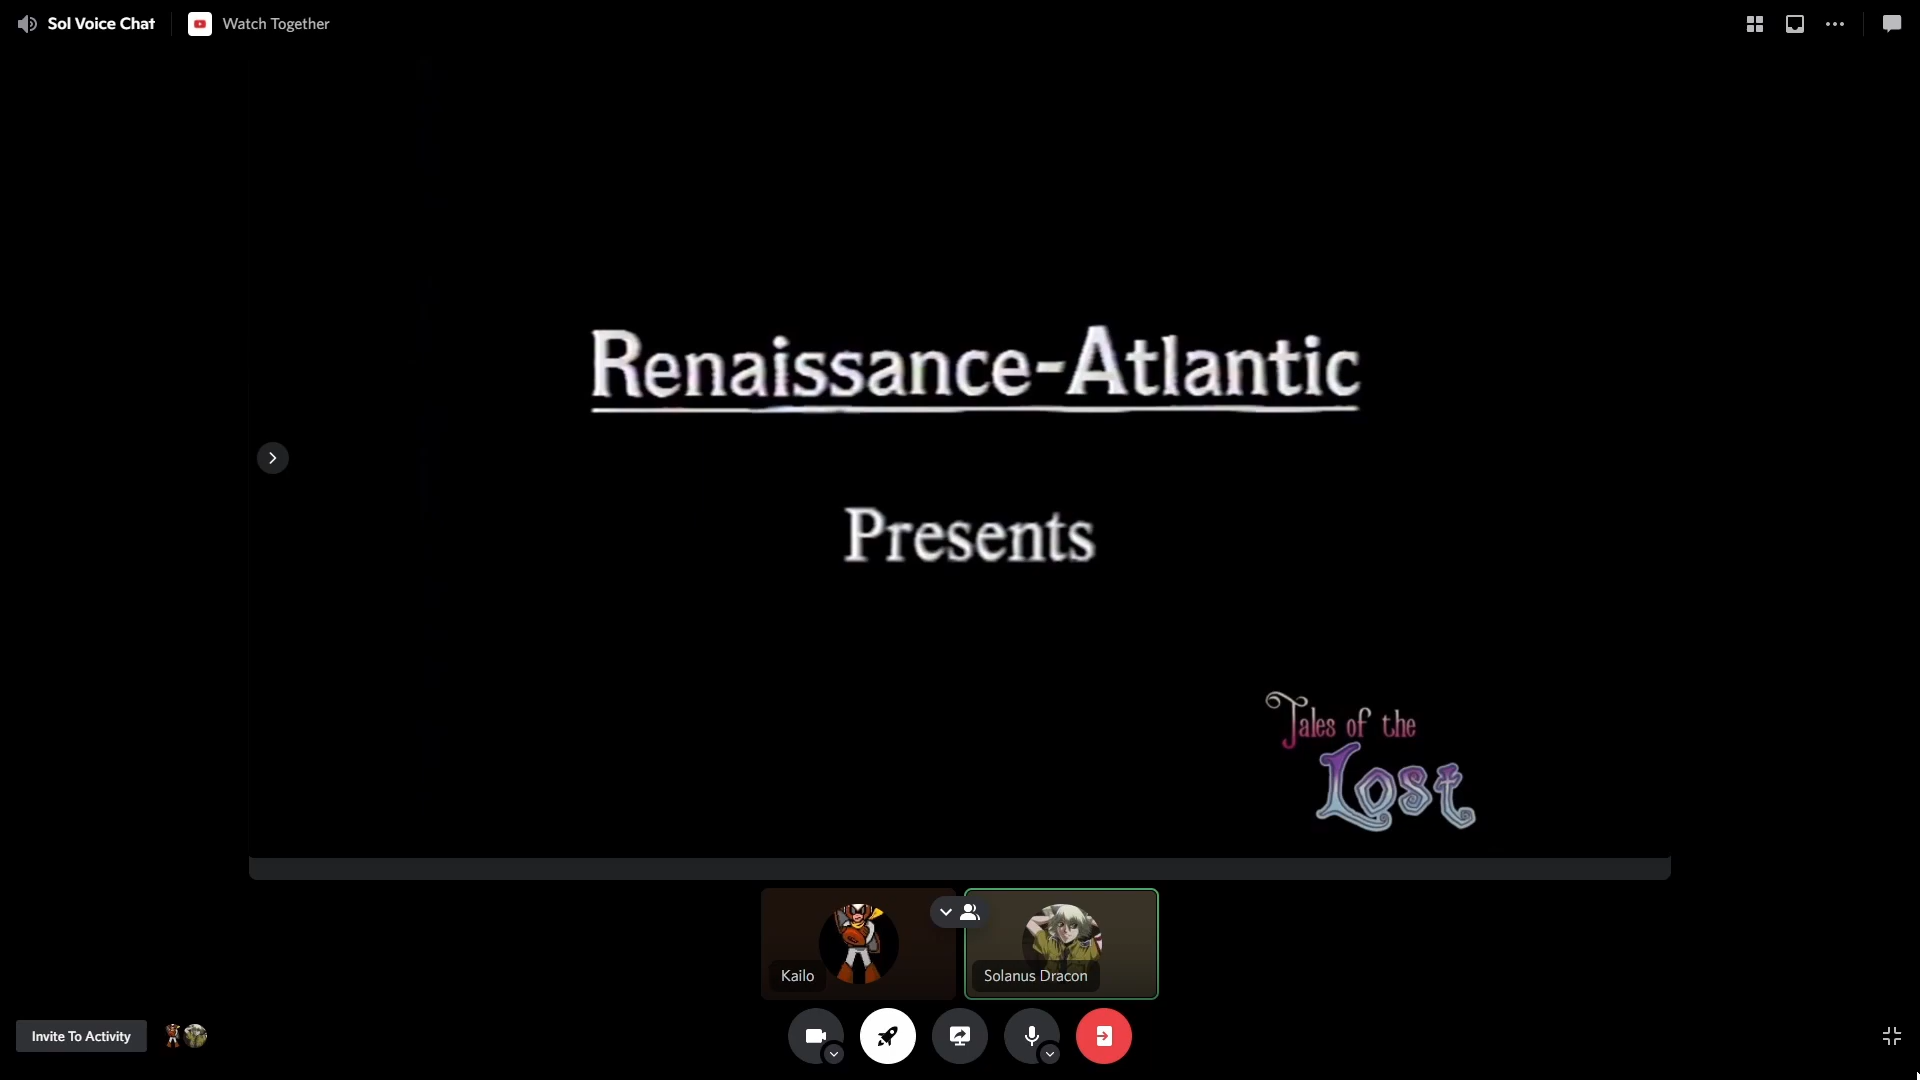 Sol Voice Chat
Watch Together
Renaissance-Atlantic
Presents
Tales of the
Lost
Kailo
Solanus Dracon
Invite To Activity